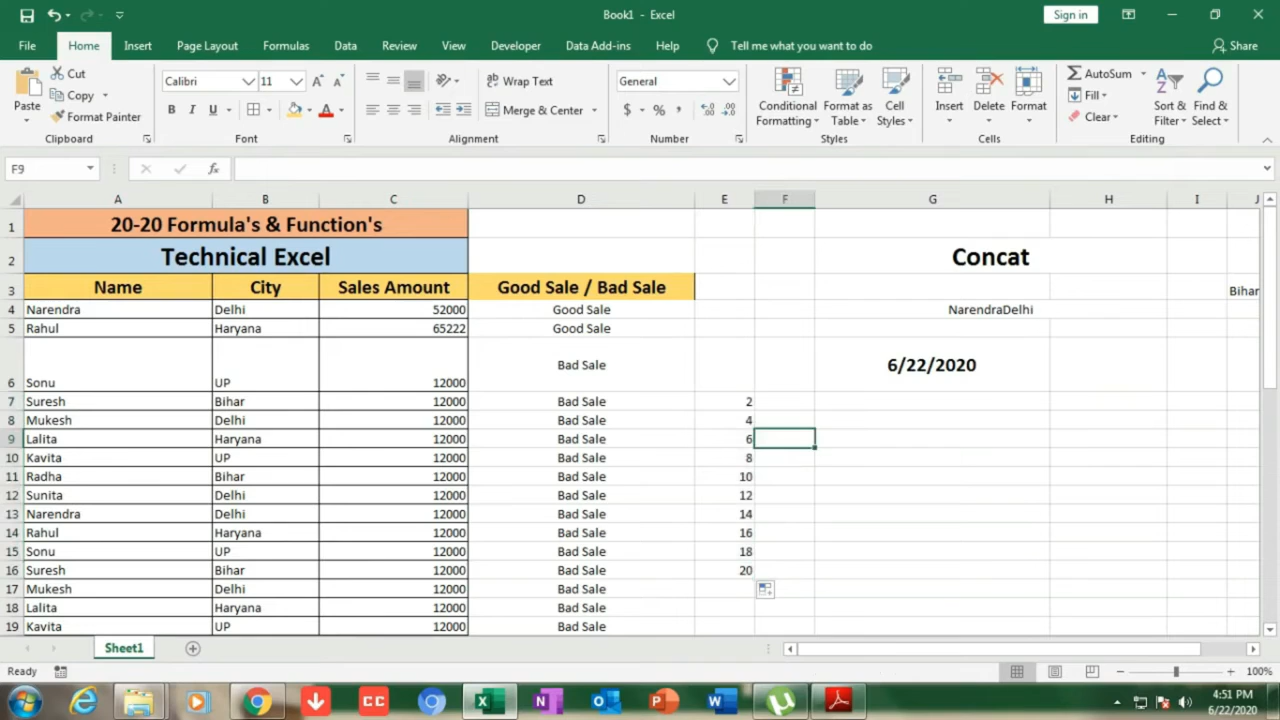 Book1 - Excel
Sign in
File Home Insert Page Layout Formulas Data Review View Developer Data Add-ins Help Tell me what you want to do Share
Paste
Cut
Copy
Format Painter
Clipboard
Calibri 11
B I U
Font
Wrap Text
Merge & Center
Alignment
General
$ % ,
Number
Conditional Formatting
Format as Table
Cell Styles
Styles
Insert Delete Format
Cells
AutoSum
Fill
Clear
Sort & Filter
Find & Select
Editing
F9 fx
A B C D E F G H I J
1 20-20 Formula's & Function's
2 Technical Excel Concat
3 Name City Sales Amount Good Sale / Bad Sale Bihar
4 Narendra Delhi 52000 Good Sale NarendraDelhi
5 Rahul Haryana 65222 Good Sale
6 Sonu UP 12000 Bad Sale 6/22/2020
7 Suresh Bihar 12000 Bad Sale 2
8 Mukesh Delhi 12000 Bad Sale 4
9 Lalita Haryana 12000 Bad Sale 6
10 Kavita UP 12000 Bad Sale 8
11 Radha Bihar 12000 Bad Sale 10
12 Sunita Delhi 12000 Bad Sale 12
13 Narendra Delhi 12000 Bad Sale 14
14 Rahul Haryana 12000 Bad Sale 16
15 Sonu UP 12000 Bad Sale 18
16 Suresh Bihar 12000 Bad Sale 20
17 Mukesh Delhi 12000 Bad Sale
18 Lalita Haryana 12000 Bad Sale
19 Kavita UP 12000 Bad Sale
Sheet1
Ready 100%
CC
4:51 PM
6/22/2020